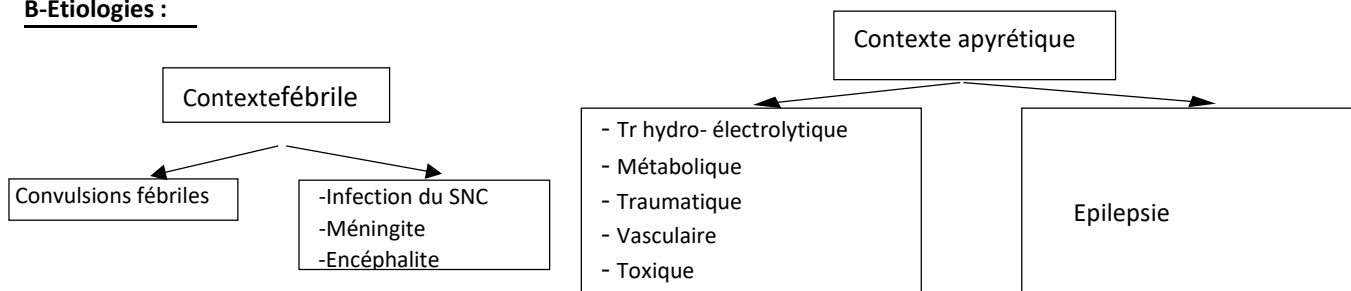 B-Etiologies :
Contexte apyrétique
Contextefébrile
Convulsions fébriles
-Infection du SNC
-Méningite
-Encéphalite
- Tr hydro- électrolytique
- Métabolique
- Traumatique
- Vasculaire
- Toxique
Epilepsie